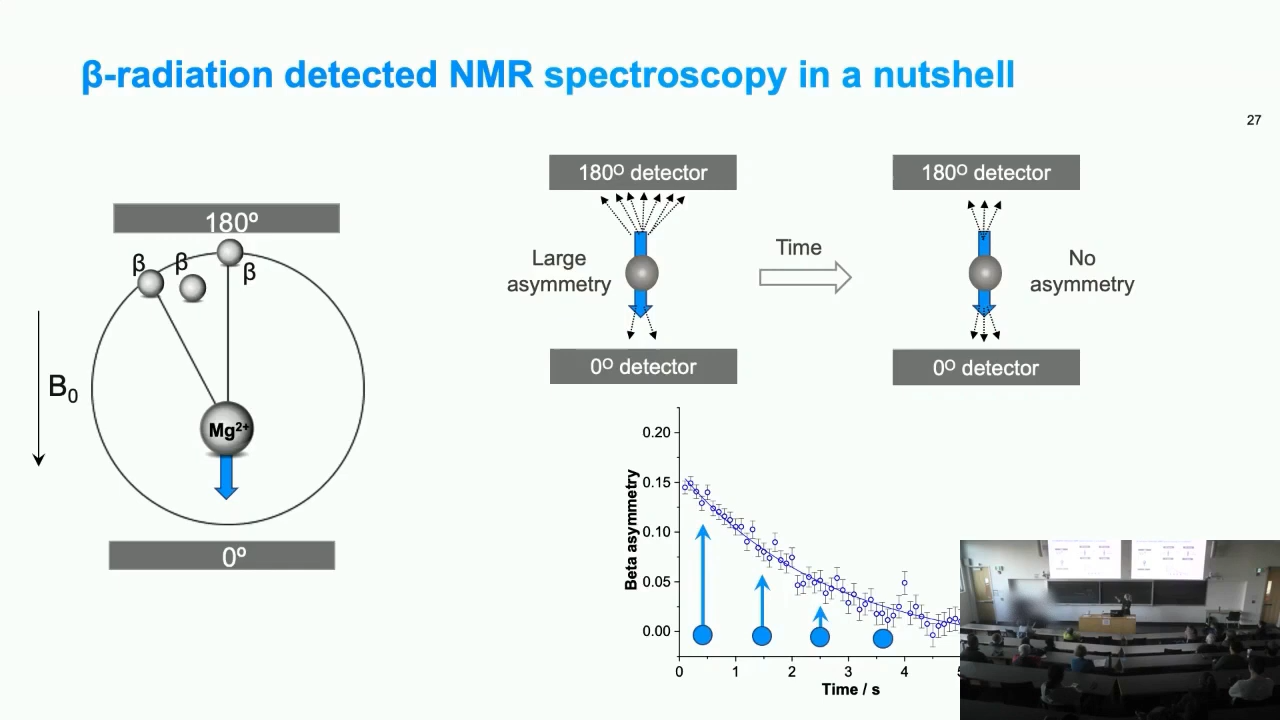 β-radiation detected NMR spectroscopy in a nutshell
27
180º
β
β
β
B₀
Mg²⁺
0º
180ᴼ detector
Large
asymmetry
0ᴼ detector
Time
180ᴼ detector
No
asymmetry
0ᴼ detector
Beta asymmetry
0.20
0.15
0.10
0.05
0.00
0 1 2 3 4
Time / s